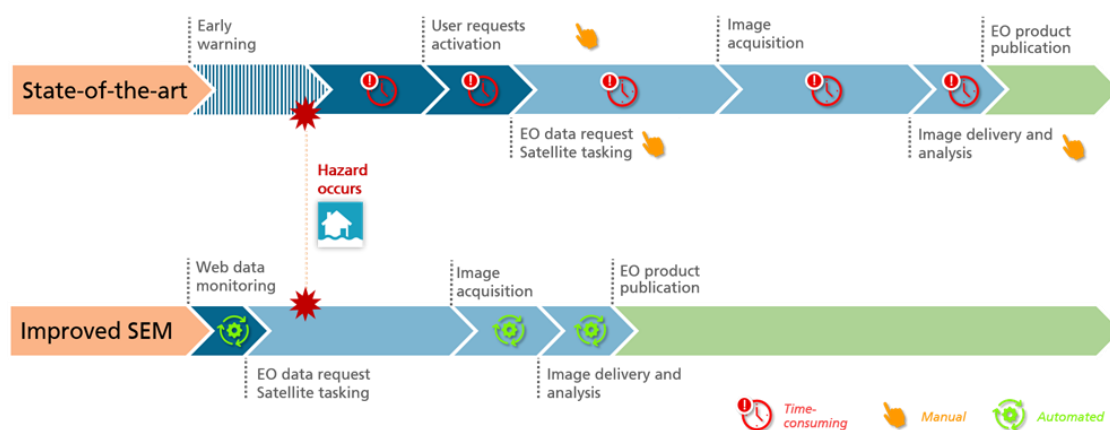 Early
warning
User requests
activation
Image
acquisition
EO product
publication
State-of-the-art
EO data request
Satellite tasking
Image delivery and
analysis
Hazard
occurs
Web data
monitoring
Image
acquisition
EO product
publication
Improved SEM
EO data request
Satellite tasking
Image delivery and
analysis
Time-
consuming
Manual
Automated